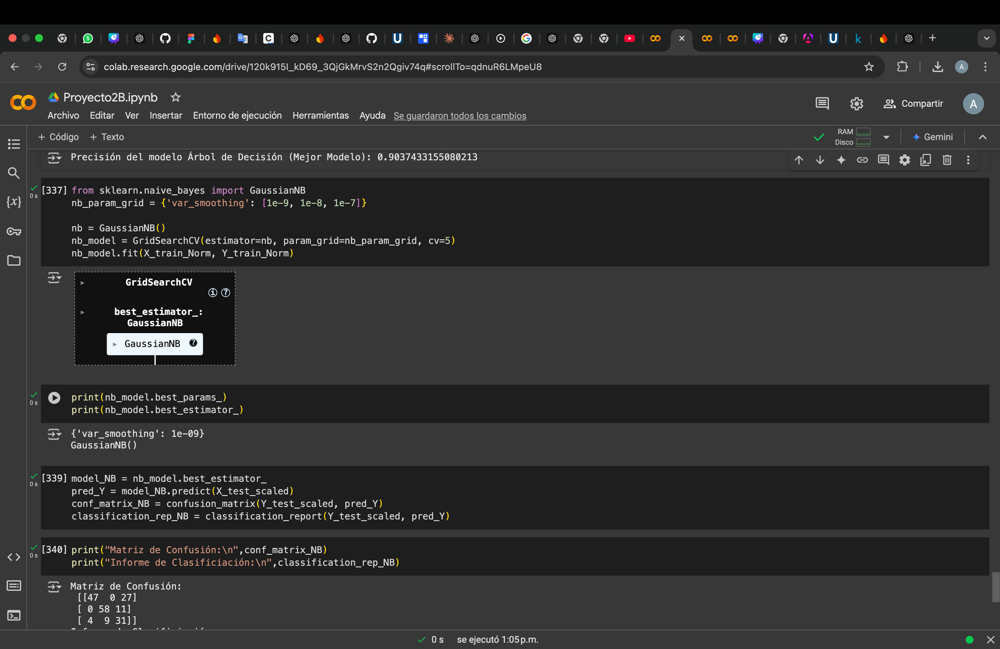 colab.research.google.com/drive/120k915I_kD69_3QjGkMrvS2n2Qgiv74q#scrollTo=qdnuR6LMpeU8
A
Proyecto2B.ipynb
Compartir
A
Archivo Editar Ver Insertar Entorno de ejecución Herramientas Ayuda Se guardaron todos los cambios
+ Código + Texto
RAM
Disco
Gemini
Precisión del modelo Árbol de Decisión (Mejor Modelo): 0.9037433155080213
0 s
[337] from sklearn.naive_bayes import GaussianNB
nb_param_grid = {'var_smoothing': [1e-9, 1e-8, 1e-7]}
nb = GaussianNB()
nb_model = GridSearchCV(estimator=nb, param_grid=nb_param_grid, cv=5)
nb_model.fit(X_train_Norm, Y_train_Norm)
GridSearchCV
best_estimator_:
GaussianNB
GaussianNB
0 s
print(nb_model.best_params_)
print(nb_model.best_estimator_)
{'var_smoothing': 1e-09}
GaussianNB()
0 s
[339] model_NB = nb_model.best_estimator_
pred_Y = model_NB.predict(X_test_scaled)
conf_matrix_NB = confusion_matrix(Y_test_scaled, pred_Y)
classification_rep_NB = classification_report(Y_test_scaled, pred_Y)
0 s
[340] print("Matriz de Confusión:\n",conf_matrix_NB)
print("Informe de Clasificiación:\n",classification_rep_NB)
Matriz de Confusión:
[[47 0 27]
[ 0 58 11]
[ 4 9 31]]
0 s se ejecutó 1:05 p.m.